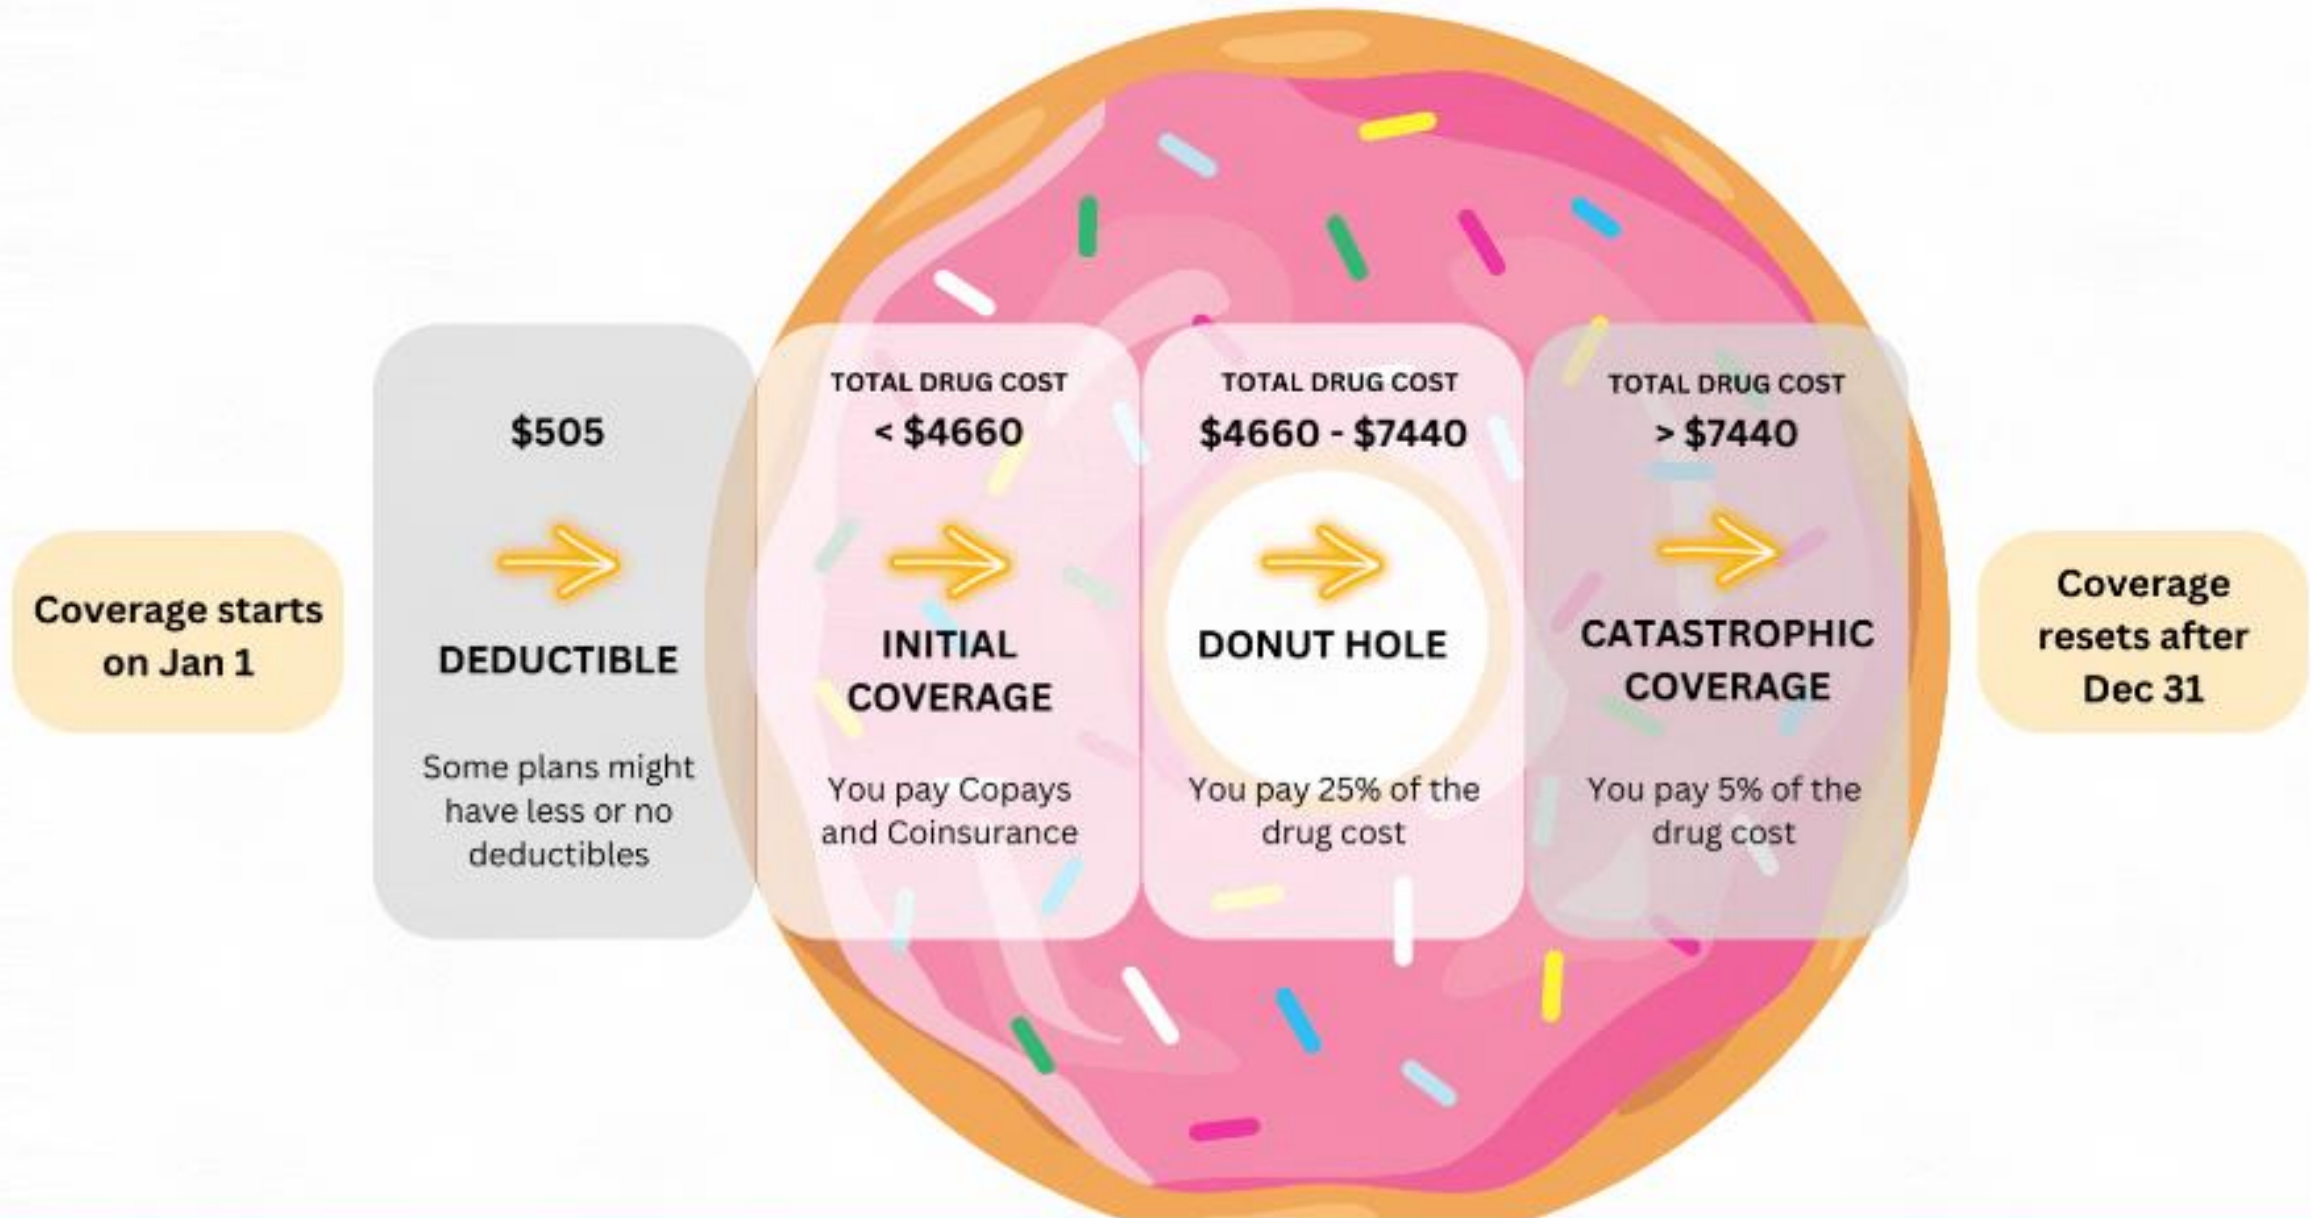 Coverage starts
on Jan 1
$505
DEDUCTIBLE
Some plans might
have less or no
deductibles
TOTAL DRUG COST
< $4660
INITIAL
COVERAGE
You pay Copays
and Coinsurance
TOTAL DRUG COST
$4660 - $7440
DONUT HOLE
You pay 25% of the
drug cost
TOTAL DRUG COST
> $7440
CATASTROPHIC
COVERAGE
You pay 5% of the
drug cost
Coverage
resets after
Dec 31